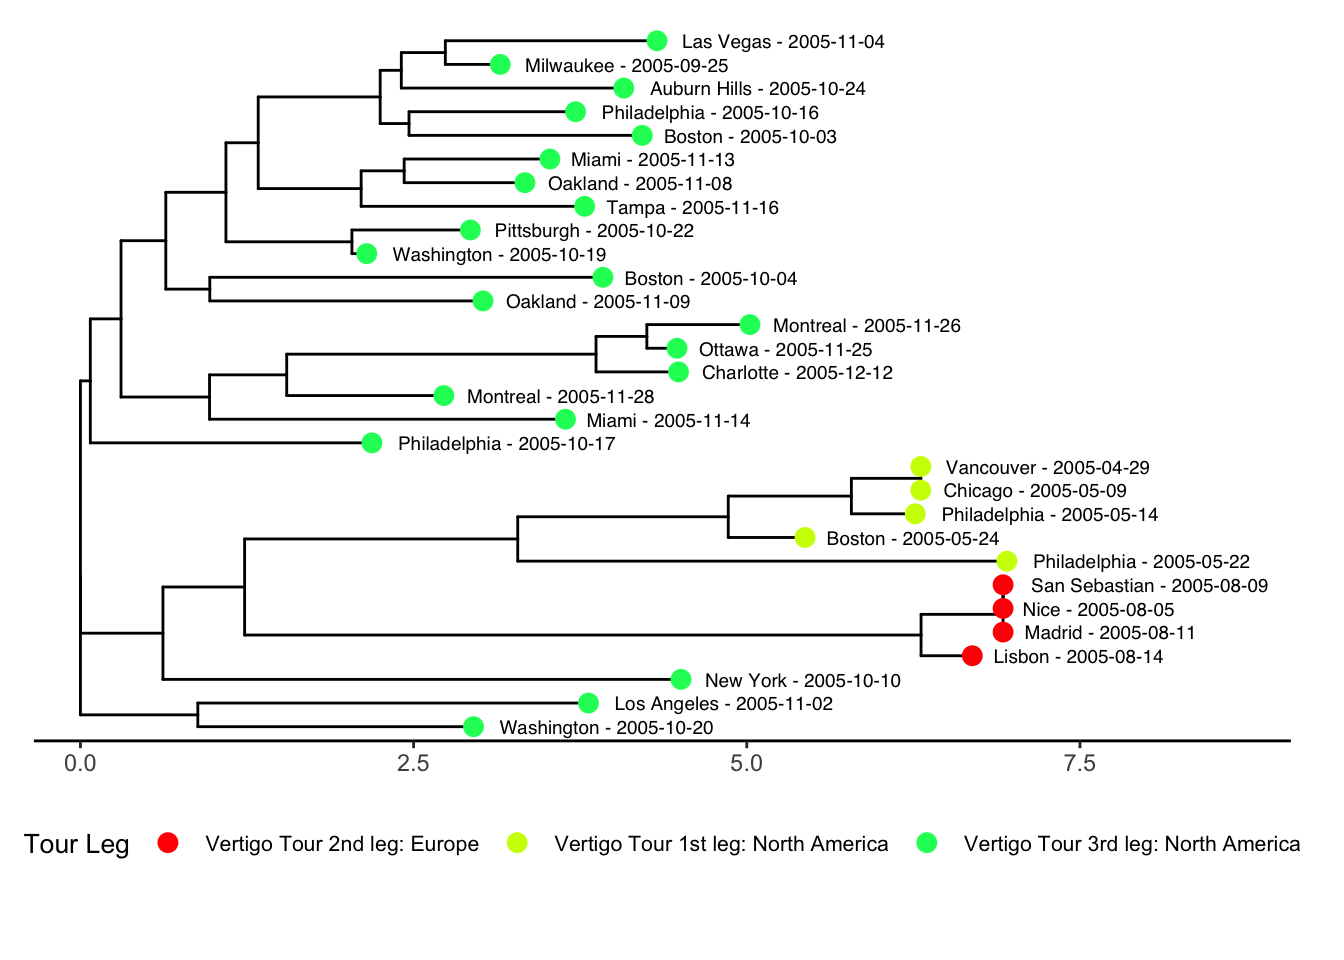 Las Vegas - 2005-11-04
Milwaukee - 2005-09-25
Auburn Hills - 2005-10-24
Philadelphia - 2005-10-16
Boston - 2005-10-03
Miami - 2005-11-13
Oakland - 2005-11-08
Tampa - 2005-11-16
Pittsburgh - 2005-10-22
Washington - 2005-10-19
Boston - 2005-10-04
Oakland - 2005-11-09
Montreal - 2005-11-26
Ottawa - 2005-11-25
Charlotte - 2005-12-12
Montreal - 2005-11-28
Miami - 2005-11-14
Philadelphia - 2005-10-17
Vancouver - 2005-04-29
Chicago - 2005-05-09
Philadelphia - 2005-05-14
Boston - 2005-05-24
Philadelphia - 2005-05-22
San Sebastian - 2005-08-09
Nice - 2005-08-05
Madrid - 2005-08-11
Lisbon - 2005-08-14
New York - 2005-10-10
Los Angeles - 2005-11-02
Washington - 2005-10-20
0.0 2.5 5.0 7.5
Tour Leg Vertigo Tour 2nd leg: Europe Vertigo Tour 1st leg: North America Vertigo Tour 3rd leg: North America